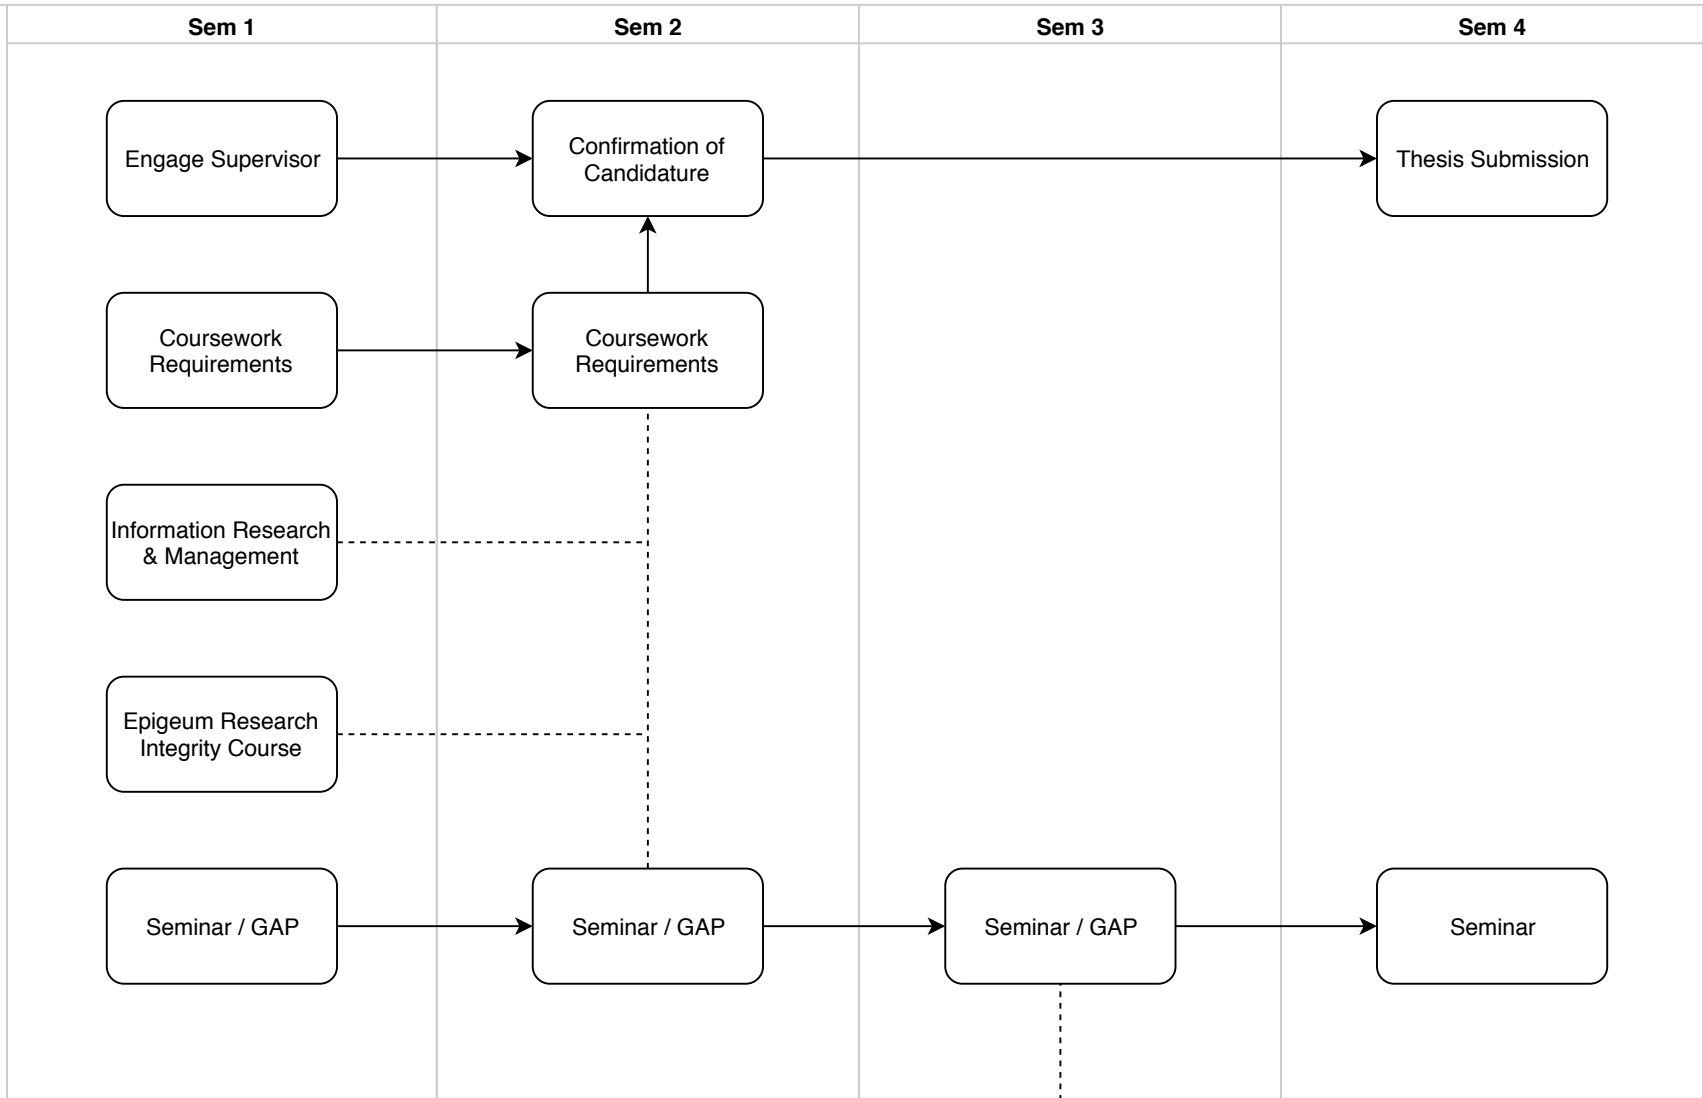 Sem 1
Sem 2
Sem 3
Sem 4
Engage Supervisor
Confirmation of
Candidature
Thesis Submission
Coursework
Requirements
Coursework
Requirements
Information Research
& Management
Epigeum Research
Integrity Course
Seminar / GAP
Seminar / GAP
Seminar / GAP
Seminar